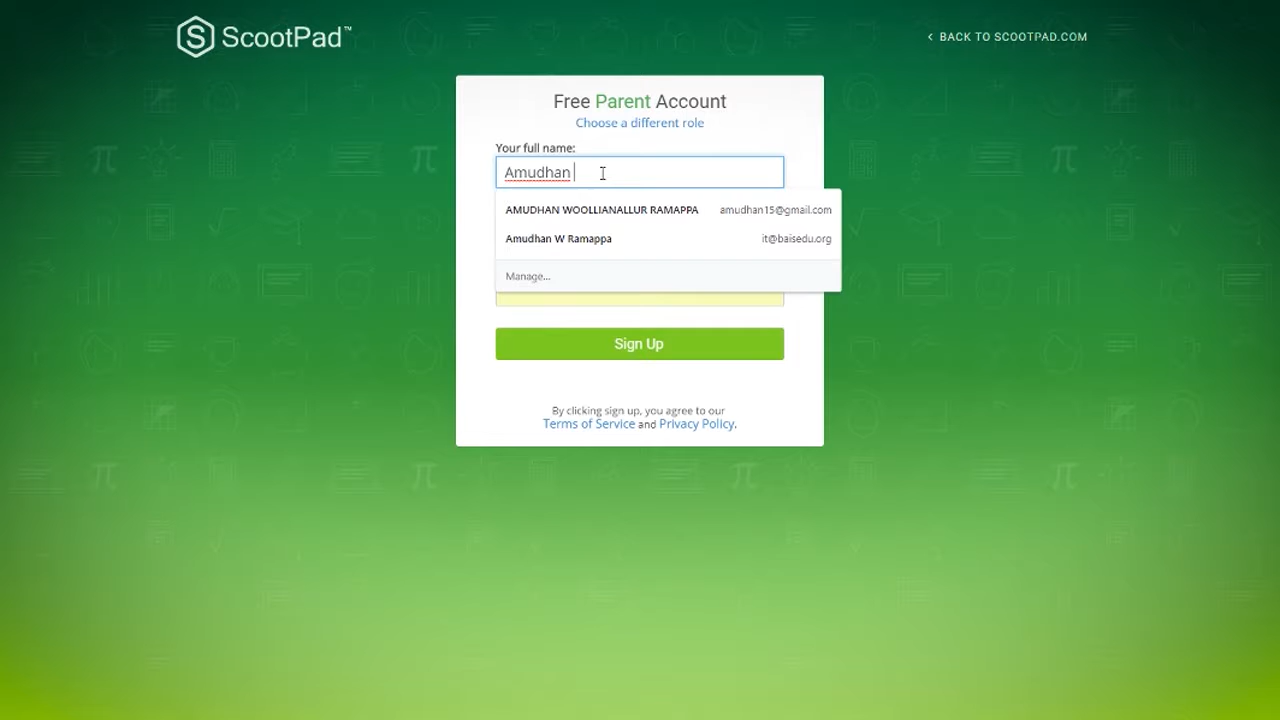 ScootPad™
‹ BACK TO SCOOTPAD.COM
Free Parent Account
Choose a different role
Your full name:
Amudhan
AMUDHAN WOOLLIANALLUR RAMAPPA amudhan15@gmail.com
Amudhan W Ramappa it@baisedu.org
Manage...
Sign Up
By clicking sign up, you agree to our
Terms of Service and Privacy Policy.